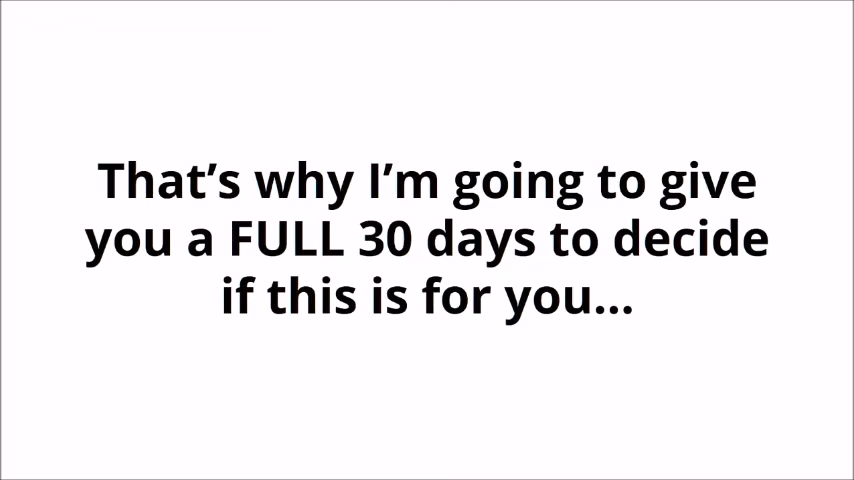 That’s why I’m going to give
you a FULL 30 days to decide
if this is for you...